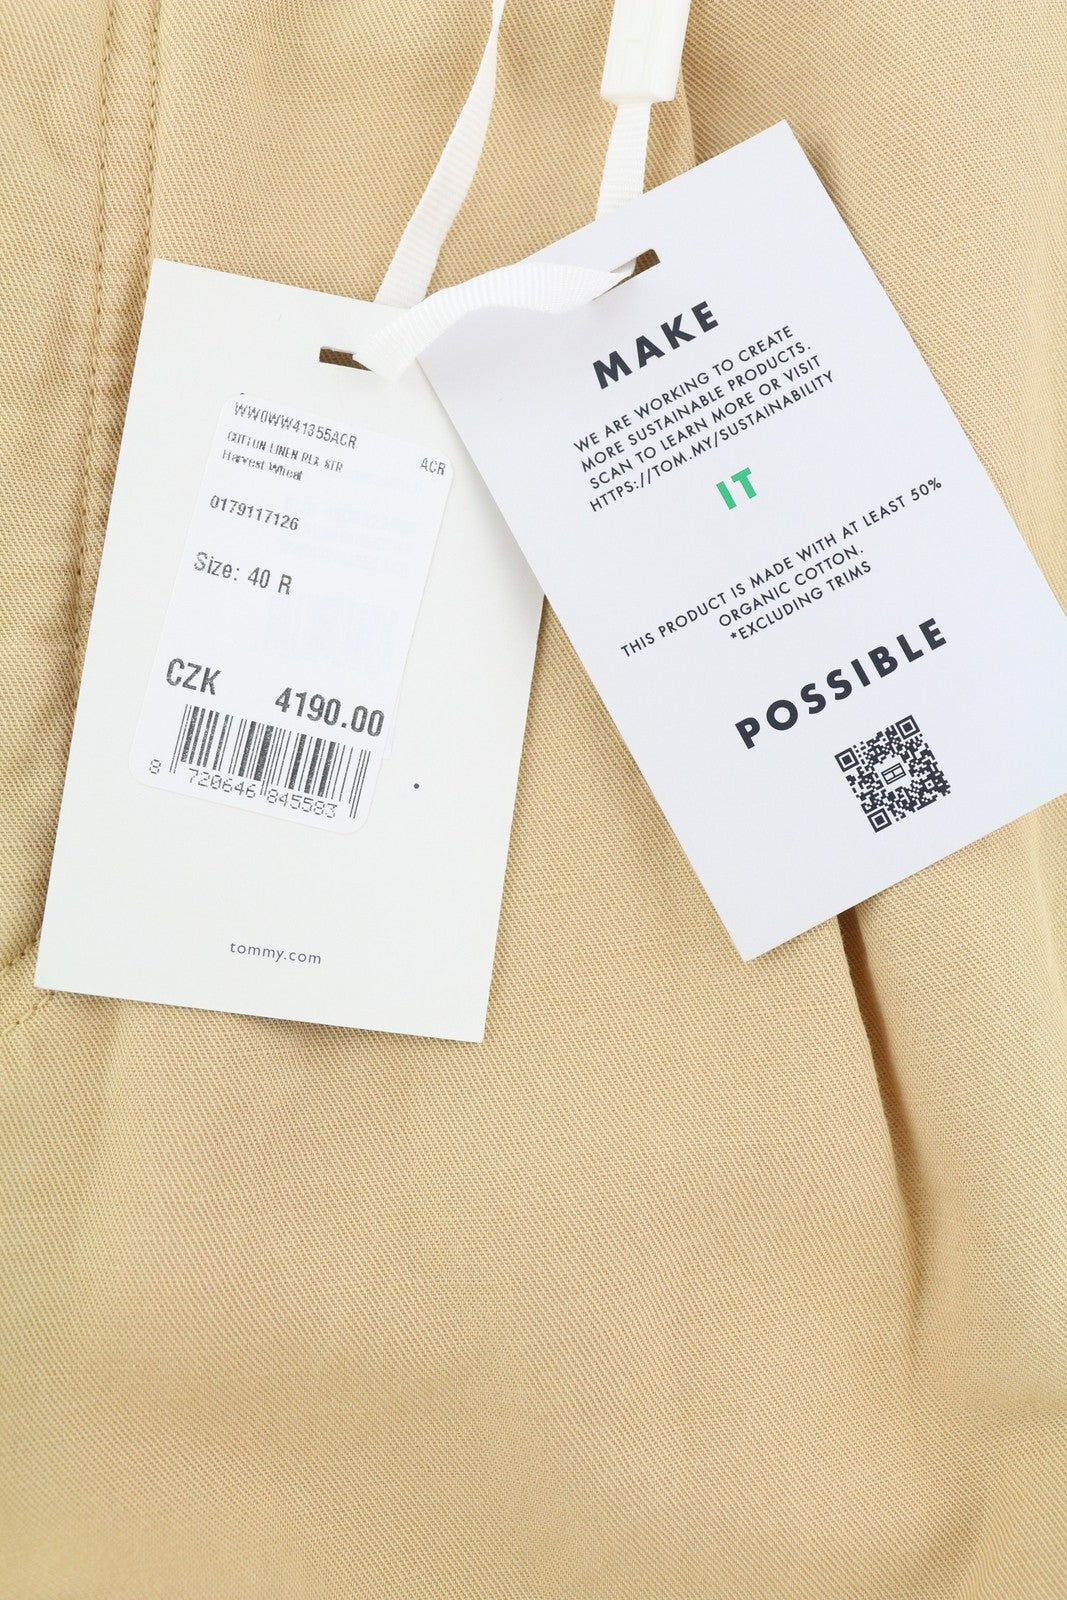 WW0WW41355ACR
COTTON LINEN RLX STR ACR
Harvest Wheat
0179117126
Size: 40 R
CZK 4190.00
8 720646 845583
tommy.com
MAKE
WE ARE WORKING TO CREATE
MORE SUSTAINABLE PRODUCTS.
SCAN TO LEARN MORE OR VISIT
HTTPS://TOM.MY/SUSTAINABILITY
IT
THIS PRODUCT IS MADE WITH AT LEAST 50%
ORGANIC COTTON.
*EXCLUDING TRIMS
POSSIBLE